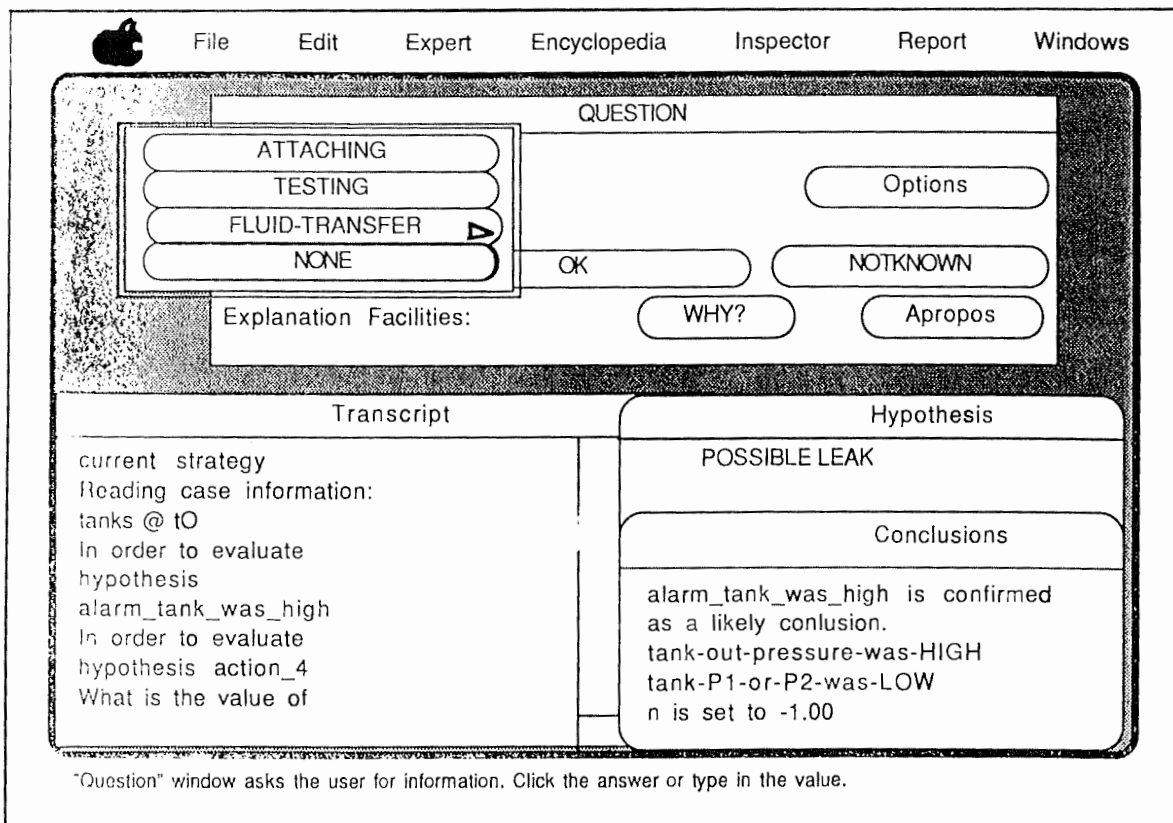 File Edit Expert Encyclopedia Inspector Report Windows
QUESTION
ATTACHING
TESTING
FLUID-TRANSFER
NONE
Options
OK
NOTKNOWN
Explanation Facilities:
WHY?
Apropos
Transcript
current strategy
Reading case information:
tanks @ tO
In order to evaluate
hypothesis
alarm_tank_was_high
In order to evaluate
hypothesis action_4
What is the value of
Hypothesis
POSSIBLE LEAK
Conclusions
alarm_tank_was_high is confirmed
as a likely conlusion.
tank-out-pressure-was-HIGH
tank-P1-or-P2-was-LOW
n is set to -1.00
"Question" window asks the user for information. Click the answer or type in the value.